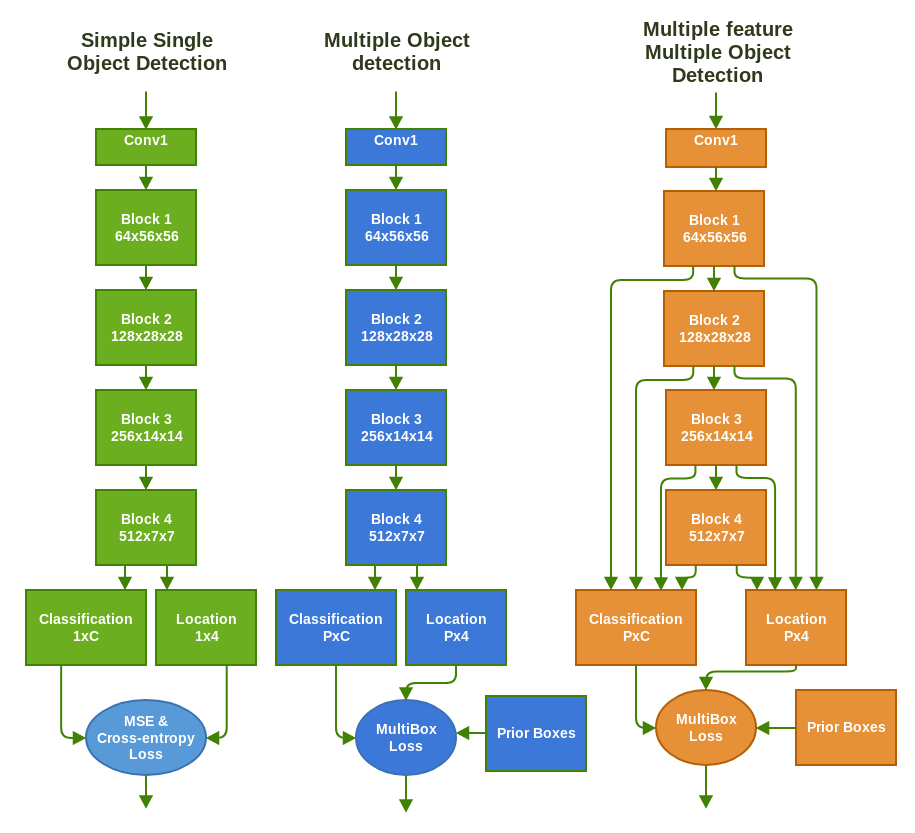 Simple Single
Object Detection
Conv1
Block 1
64x56x56
Block 2
128x28x28
Block 3
256x14x14
Block 4
512x7x7
Classification
1xC
Location
1x4
MSE &
Cross-entropy
Loss
Multiple Object
detection
Conv1
Block 1
64x56x56
Block 2
128x28x28
Block 3
256x14x14
Block 4
512x7x7
Classification
PxC
Location
Px4
MultiBox
Loss
Prior Boxes
Multiple feature
Multiple Object
Detection
Conv1
Block 1
64x56x56
Block 2
128x28x28
Block 3
256x14x14
Block 4
512x7x7
Classification
PxC
Location
Px4
MultiBox
Loss
Prior Boxes